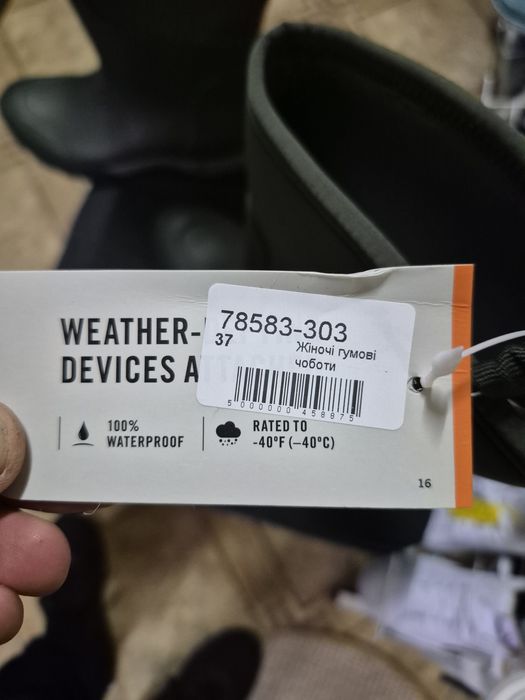 WEATHER-
DEVICES A
78583-303
37
Жіночі гумові
чоботи
5000000458875
100%
WATERPROOF
RATED TO
-40°F (-40°C)
16